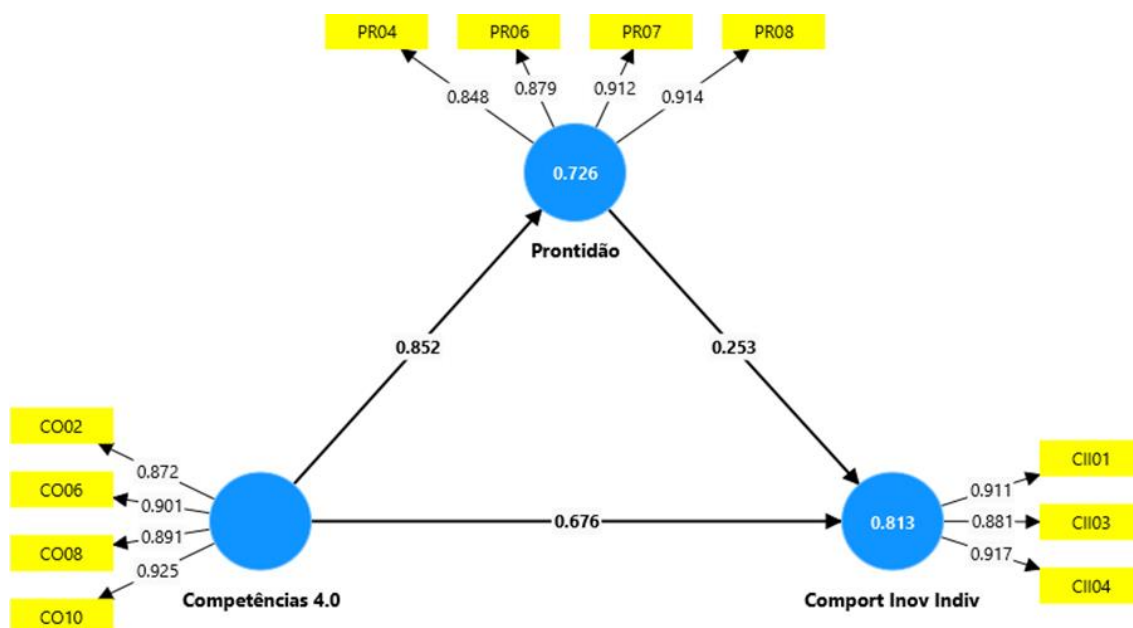 PR04 PR06 PR07 PR08
0.848 0.879 0.912 0.914
0.726
Prontidão
0.852 0.253
CO02
0.872
CO06
0.901
CO08
0.891
CO10
0.925
Competências 4.0
0.676
0.813
Comport Inov Indiv
CII01
0.911
CII03
0.881
CII04
0.917